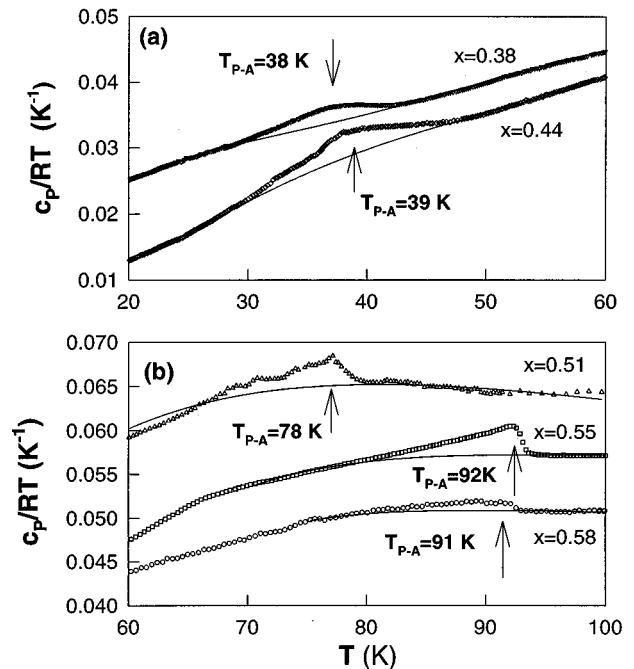 (a)
T_P-A=38 K
x=0.38
x=0.44
T_P-A=39 K
c_P/RT (K⁻¹)
0.05
0.04
0.03
0.02
0.01
20 30 40 50 60
(b)
x=0.51
T_P-A=78 K
x=0.55
T_P-A=92K
x=0.58
T_P-A=91 K
c_P/RT (K⁻¹)
0.070
0.065
0.060
0.055
0.050
0.045
0.040
60 70 80 90 100
T (K)